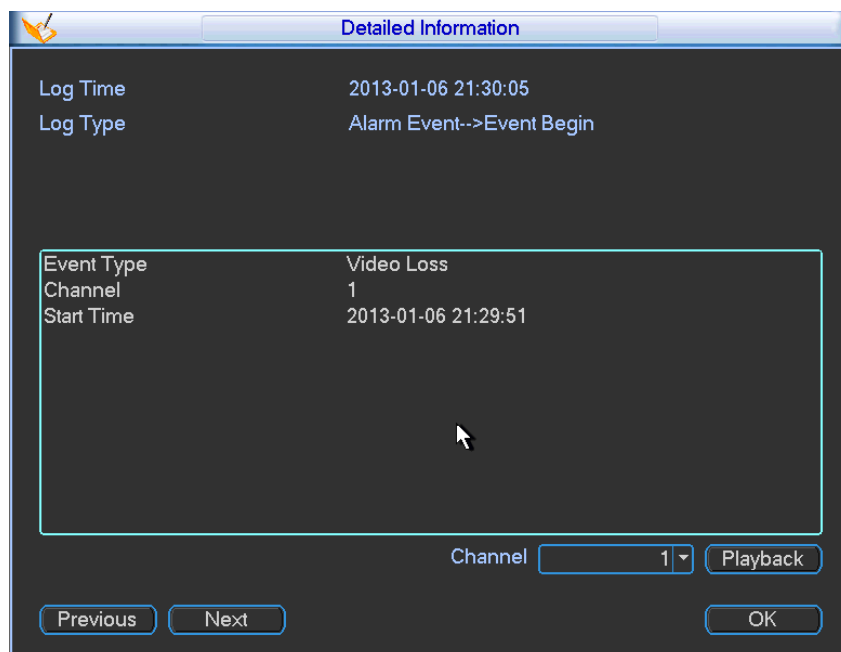 Detailed Information
Log Time 2013-01-06 21:30:05
Log Type Alarm Event-->Event Begin
Event Type Video Loss
Channel 1
Start Time 2013-01-06 21:29:51
Channel 1 Playback
Previous Next OK